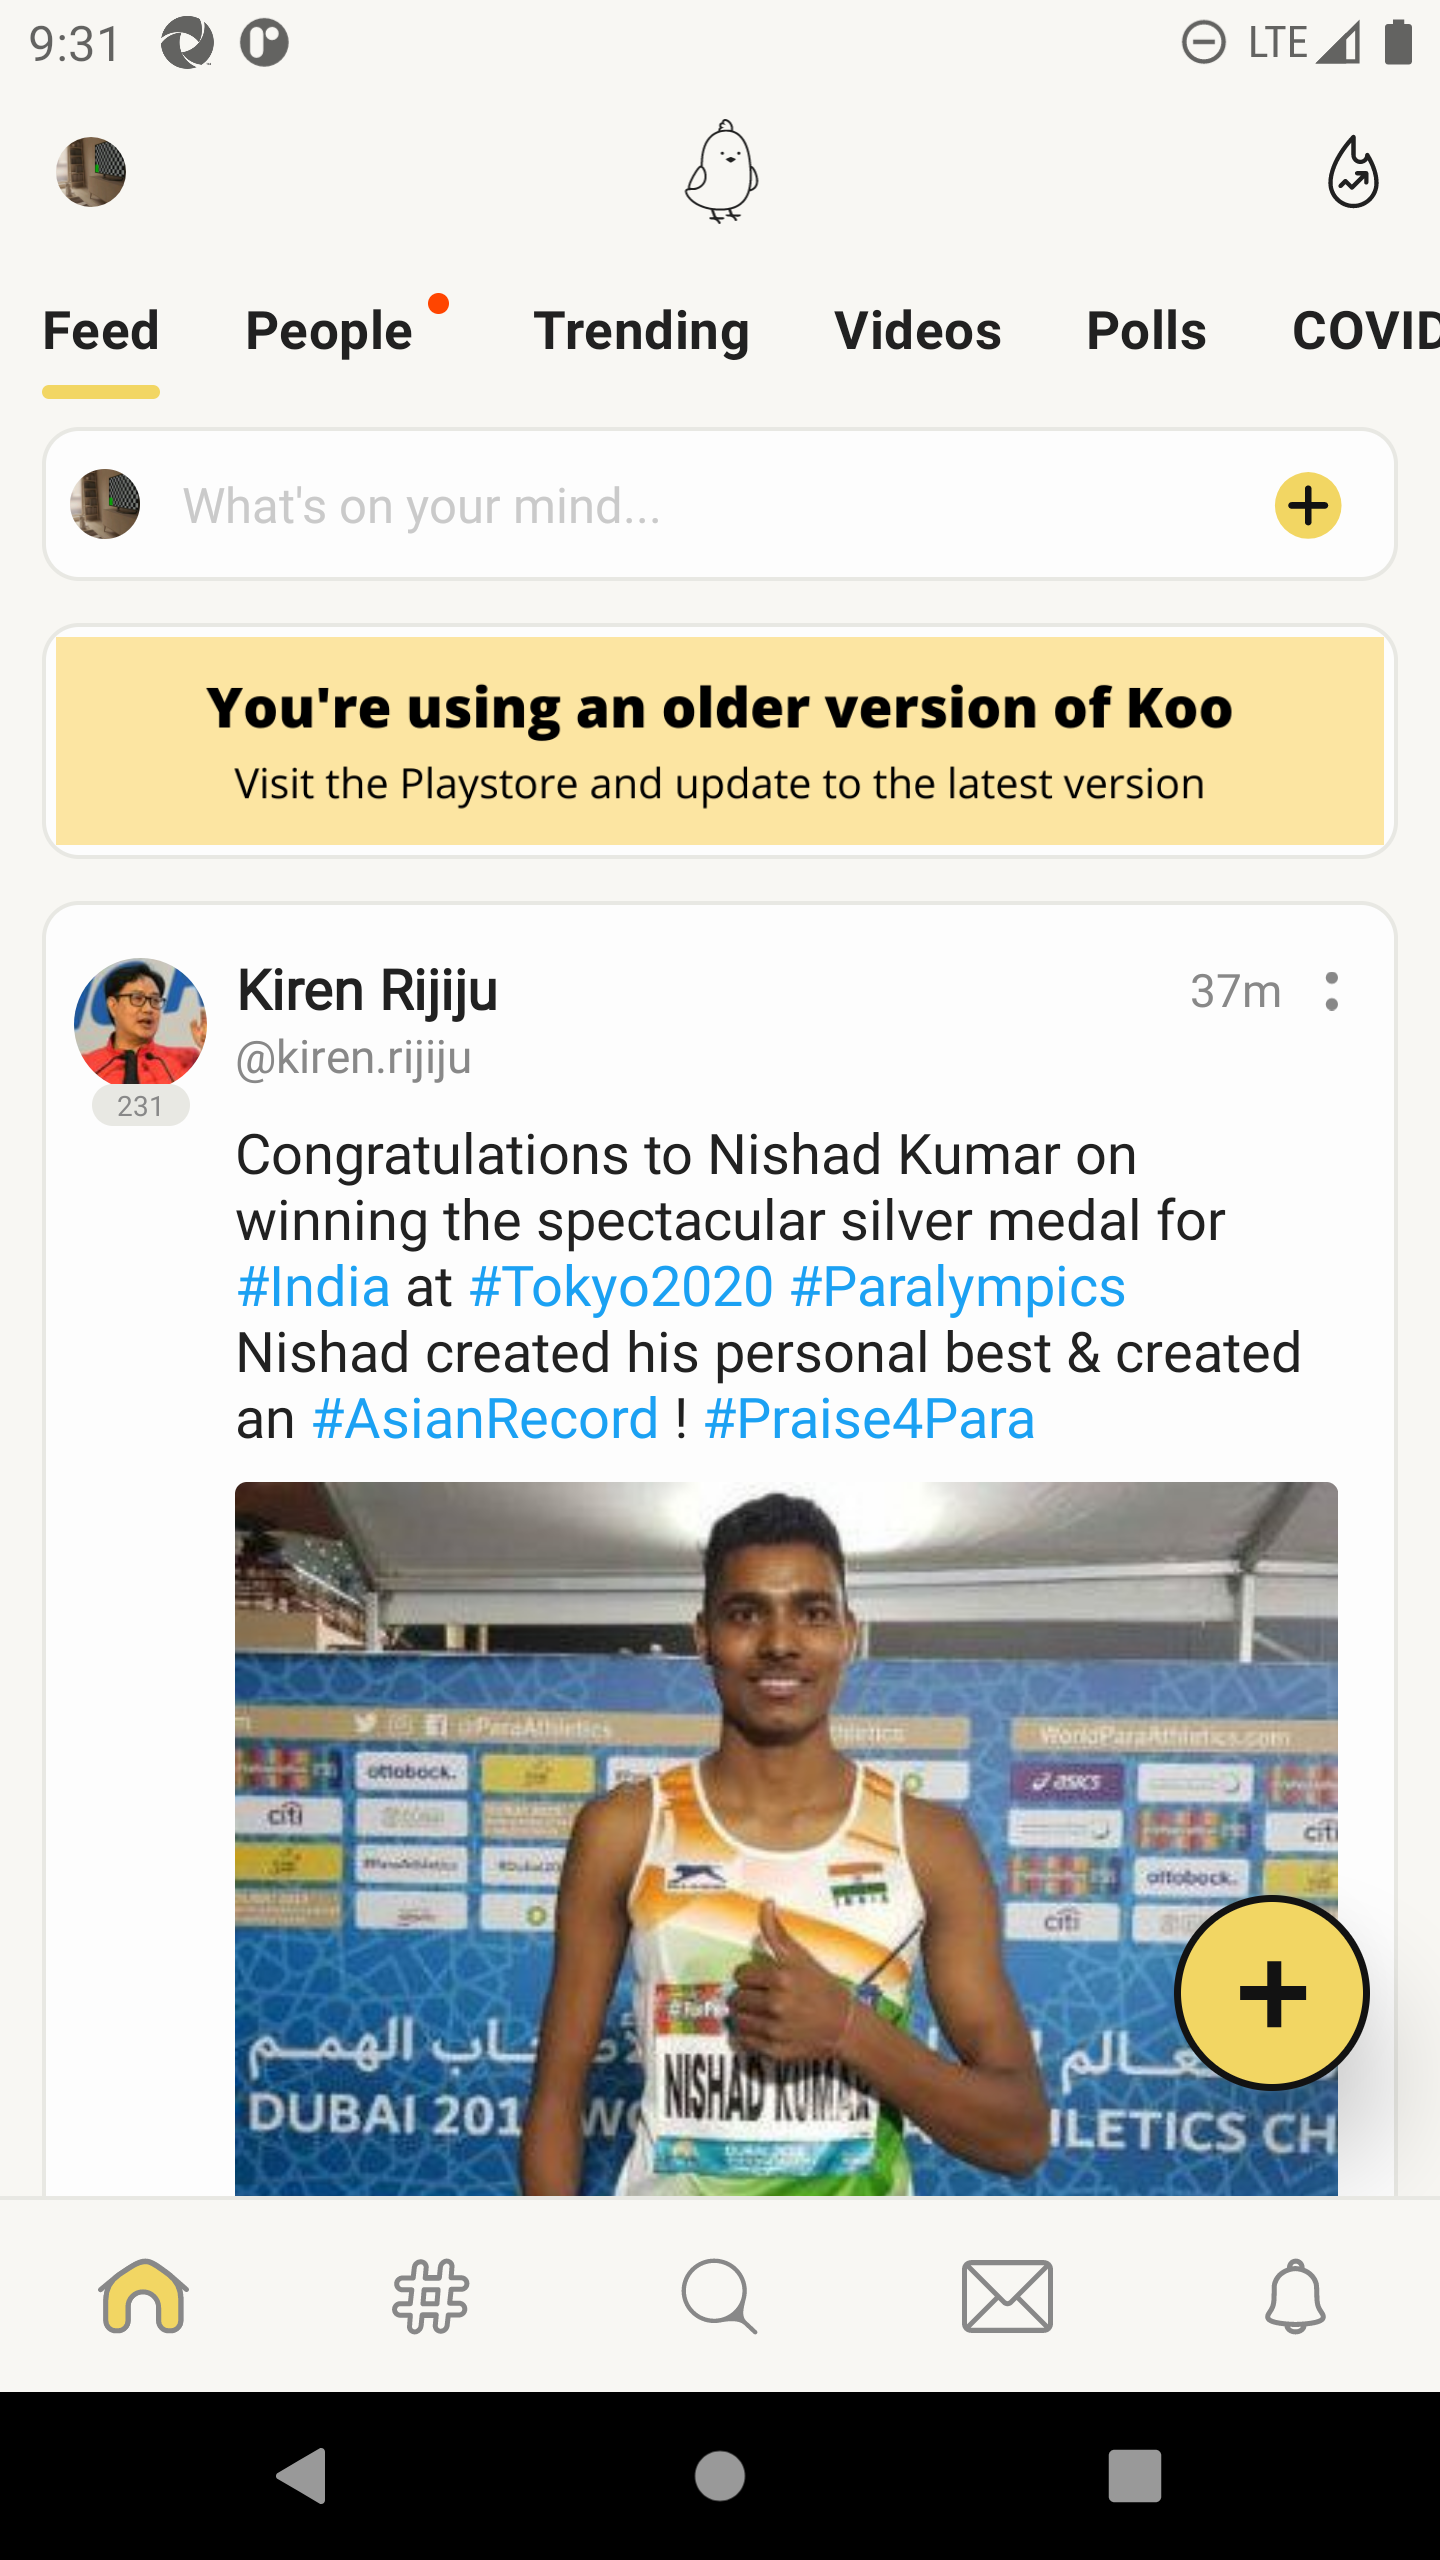 9:31
LTE
Feed People Trending Videos Polls COVID
What's on your mind...
You're using an older version of Koo
Visit the Playstore and update to the latest version
Kiren Rijiju 37m
@kiren.rijiju
231
Congratulations to Nishad Kumar on
winning the spectacular silver medal for
#India at #Tokyo2020 #Paralympics
Nishad created his personal best & created
an #AsianRecord ! #Praise4Para
@ParaAthletics
WorldParaAthletics.com
ottobock.
asics
citi
citi
ottobock.
citi
INDIA
NISHAD KUMAR
DUBAI 201
HLETICS CH